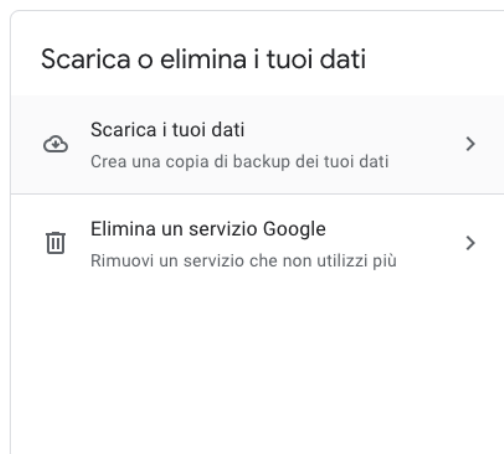 Scarica o elimina i tuoi dati
Scarica i tuoi dati
Crea una copia di backup dei tuoi dati
Elimina un servizio Google
Rimuovi un servizio che non utilizzi più